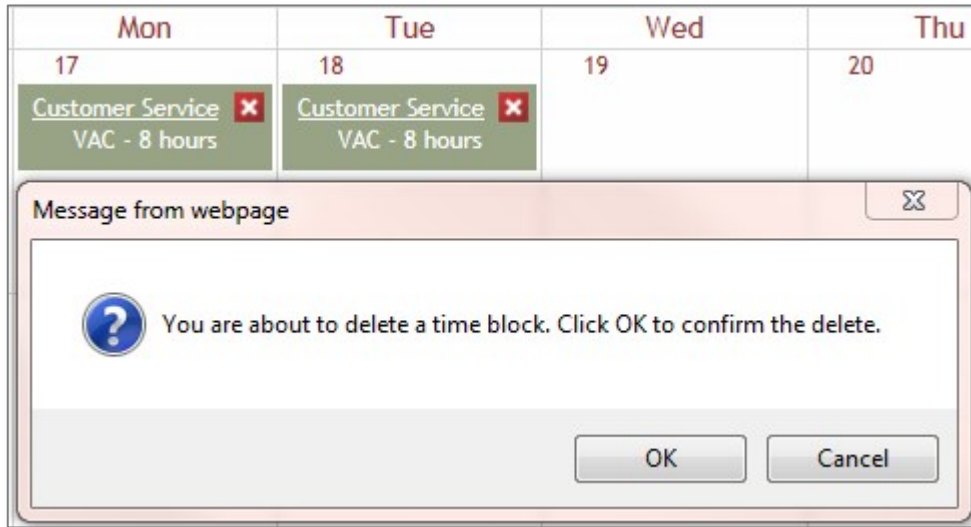 Mon Tue Wed Thu
17 18 19 20
Customer Service Customer Service
VAC - 8 hours VAC - 8 hours
Message from webpage
You are about to delete a time block. Click OK to confirm the delete.
OK Cancel